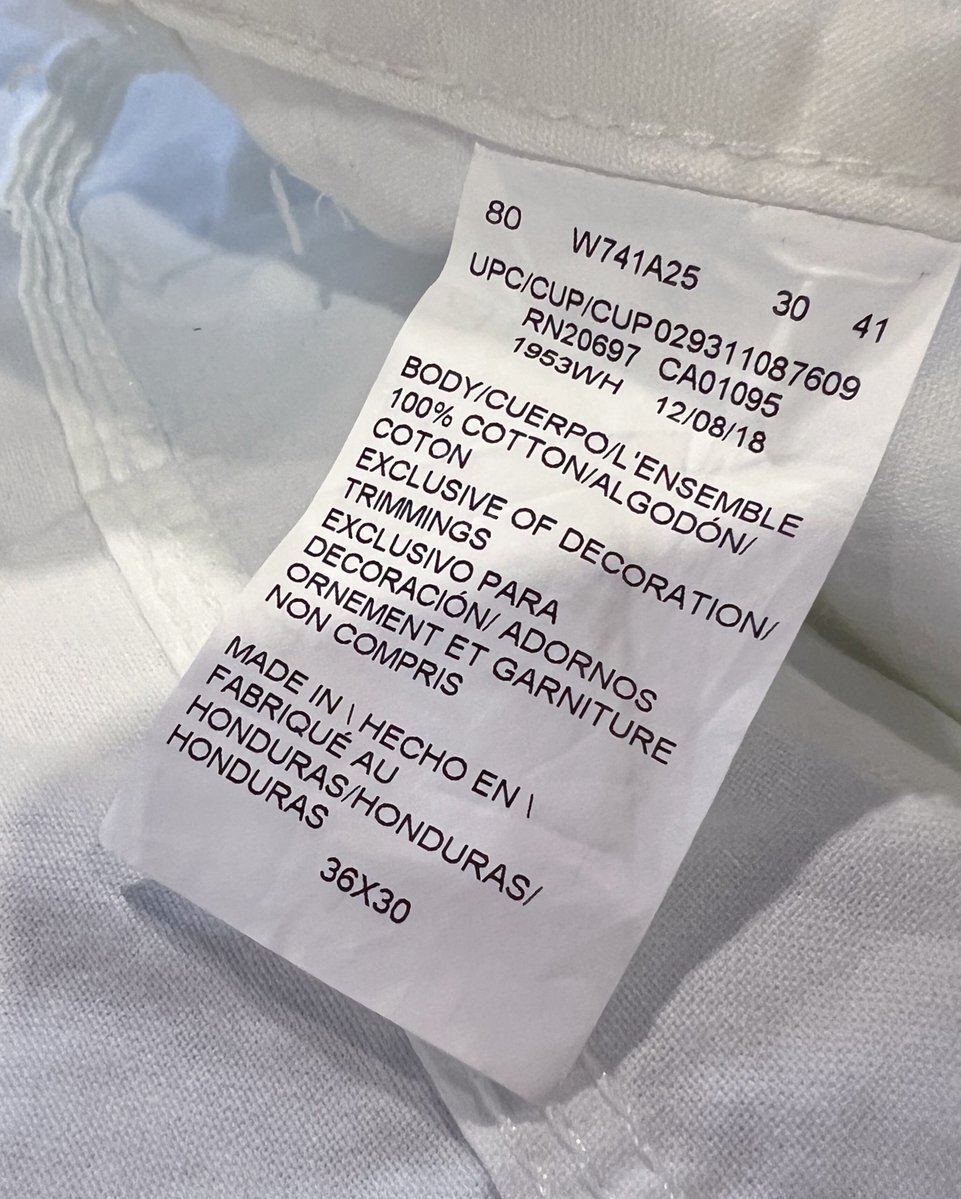 80 W741A25 30 41
UPC/CUP/CUP029311087609
RN20697 CA01095
1953WH 12/08/18
BODY/CUERPO/L'ENSEMBLE
100% COTTON/ALGODÓN/
COTON
EXCLUSIVE OF DECORATION/
TRIMMINGS
EXCLUSIVO PARA
DECORACIÓN/ ADORNOS
ORNEMENT ET GARNITURE
NON COMPRIS
MADE IN \ HECHO EN \
FABRIQUÉ AU
HONDURAS/HONDURAS/
HONDURAS
36X30